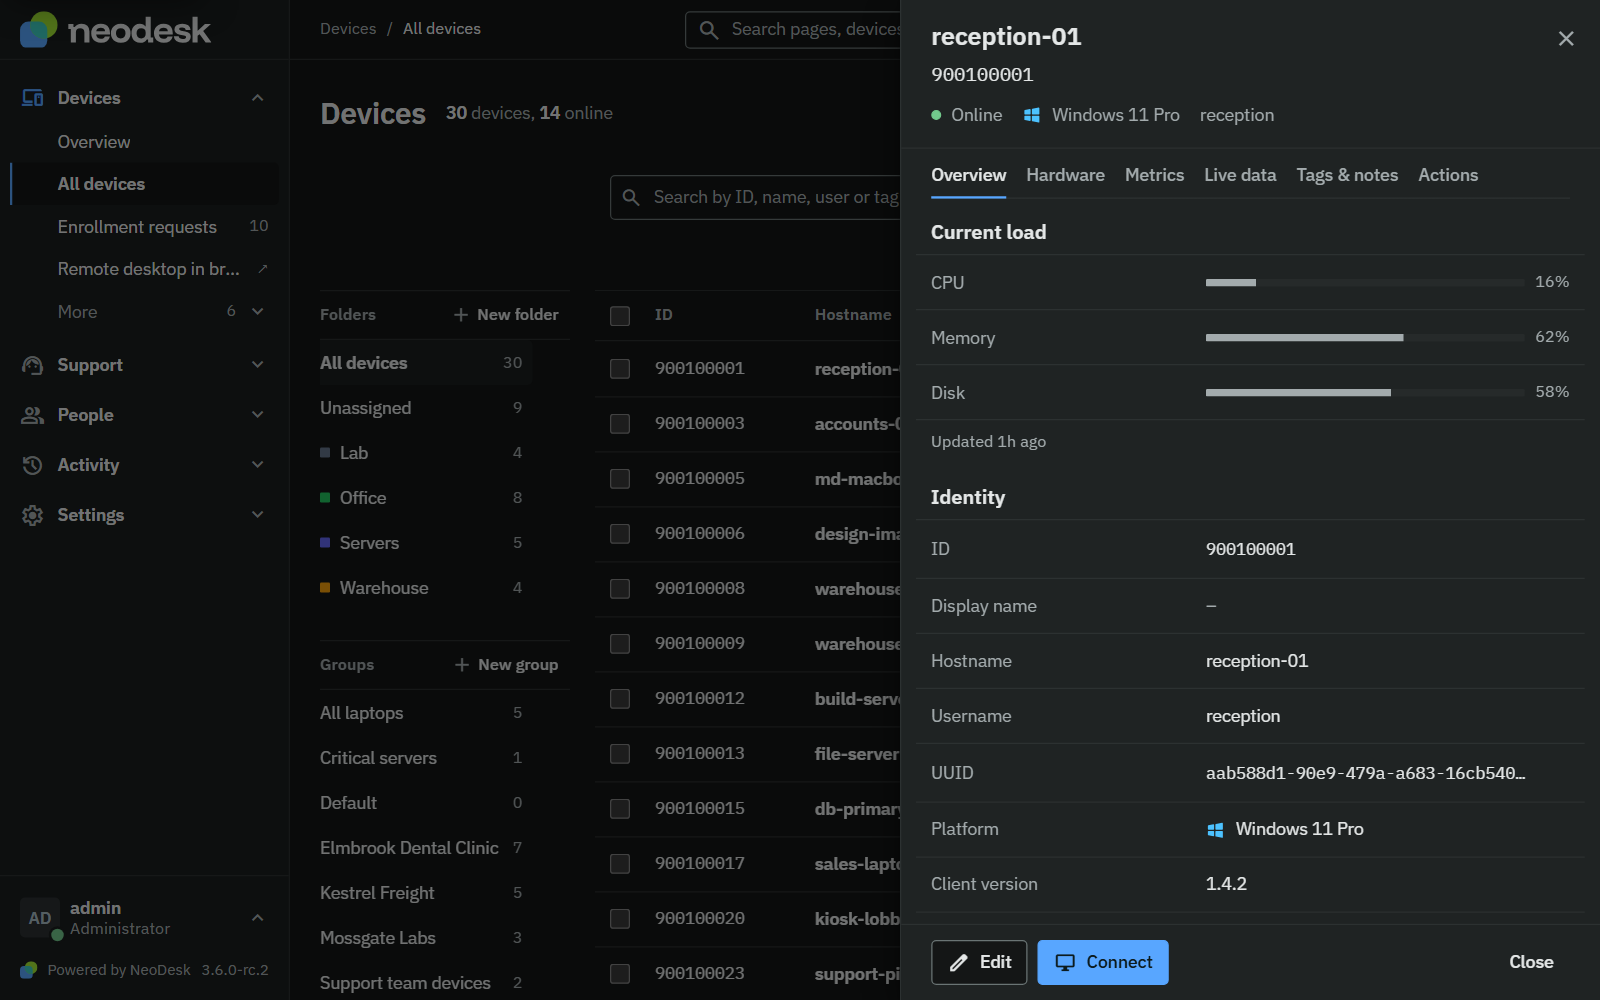 neodesk
Devices
Overview
All devices
Enrollment requests 10
Remote desktop in br...
More 6
Support
People
Activity
Settings
AD
admin
Administrator
Powered by NeoDesk 3.6.0-rc.2
Devices / All devices
Search pages, devices
Devices 30 devices, 14 online
Search by ID, name, user or tag
Folders + New folder
All devices 30
Unassigned 9
Lab 4
Office 8
Servers 5
Warehouse 4
Groups + New group
All laptops 5
Critical servers 1
Default 0
Elmbrook Dental Clinic 7
Kestrel Freight 5
Mossgate Labs 3
Support team devices 2
ID Hostname
900100001 reception-
900100003 accounts-0
900100005 md-macbo
900100006 design-ima
900100008 warehouse
900100009 warehouse
900100012 build-serv
900100013 file-server
900100015 db-primary
900100017 sales-lapto
900100020 kiosk-lobb
900100023 support-pi
reception-01
900100001
Online Windows 11 Pro reception
Overview Hardware Metrics Live data Tags & notes Actions
Current load
CPU 16%
Memory 62%
Disk 58%
Updated 1h ago
Identity
ID 900100001
Display name –
Hostname reception-01
Username reception
UUID aab588d1-90e9-479a-a683-16cb540…
Platform Windows 11 Pro
Client version 1.4.2
Edit Connect Close